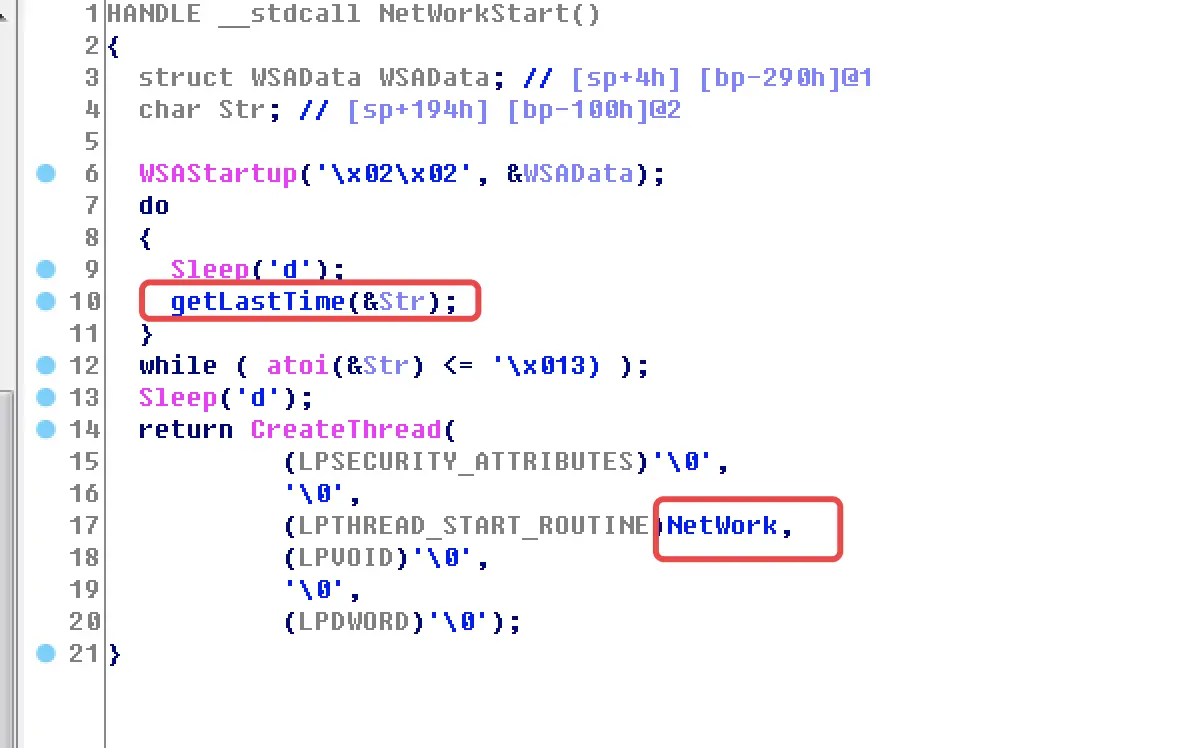 1 HANDLE __stdcall NetWorkStart()
2 {
3 struct WSAData WSAData; // [sp+4h] [bp-290h]@1
4 char Str; // [sp+194h] [bp-100h]@2
5
6 WSAStartup('\x02\x02', &WSAData);
7 do
8 {
9 Sleep('d');
10 getLastTime(&Str);
11 }
12 while ( atoi(&Str) <= '\x013) );
13 Sleep('d');
14 return CreateThread(
15 (LPSECURITY_ATTRIBUTES)'\0',
16 '\0',
17 (LPTHREAD_START_ROUTINE)NetWork,
18 (LPVOID)'\0',
19 '\0',
20 (LPDWORD)'\0');
21 }